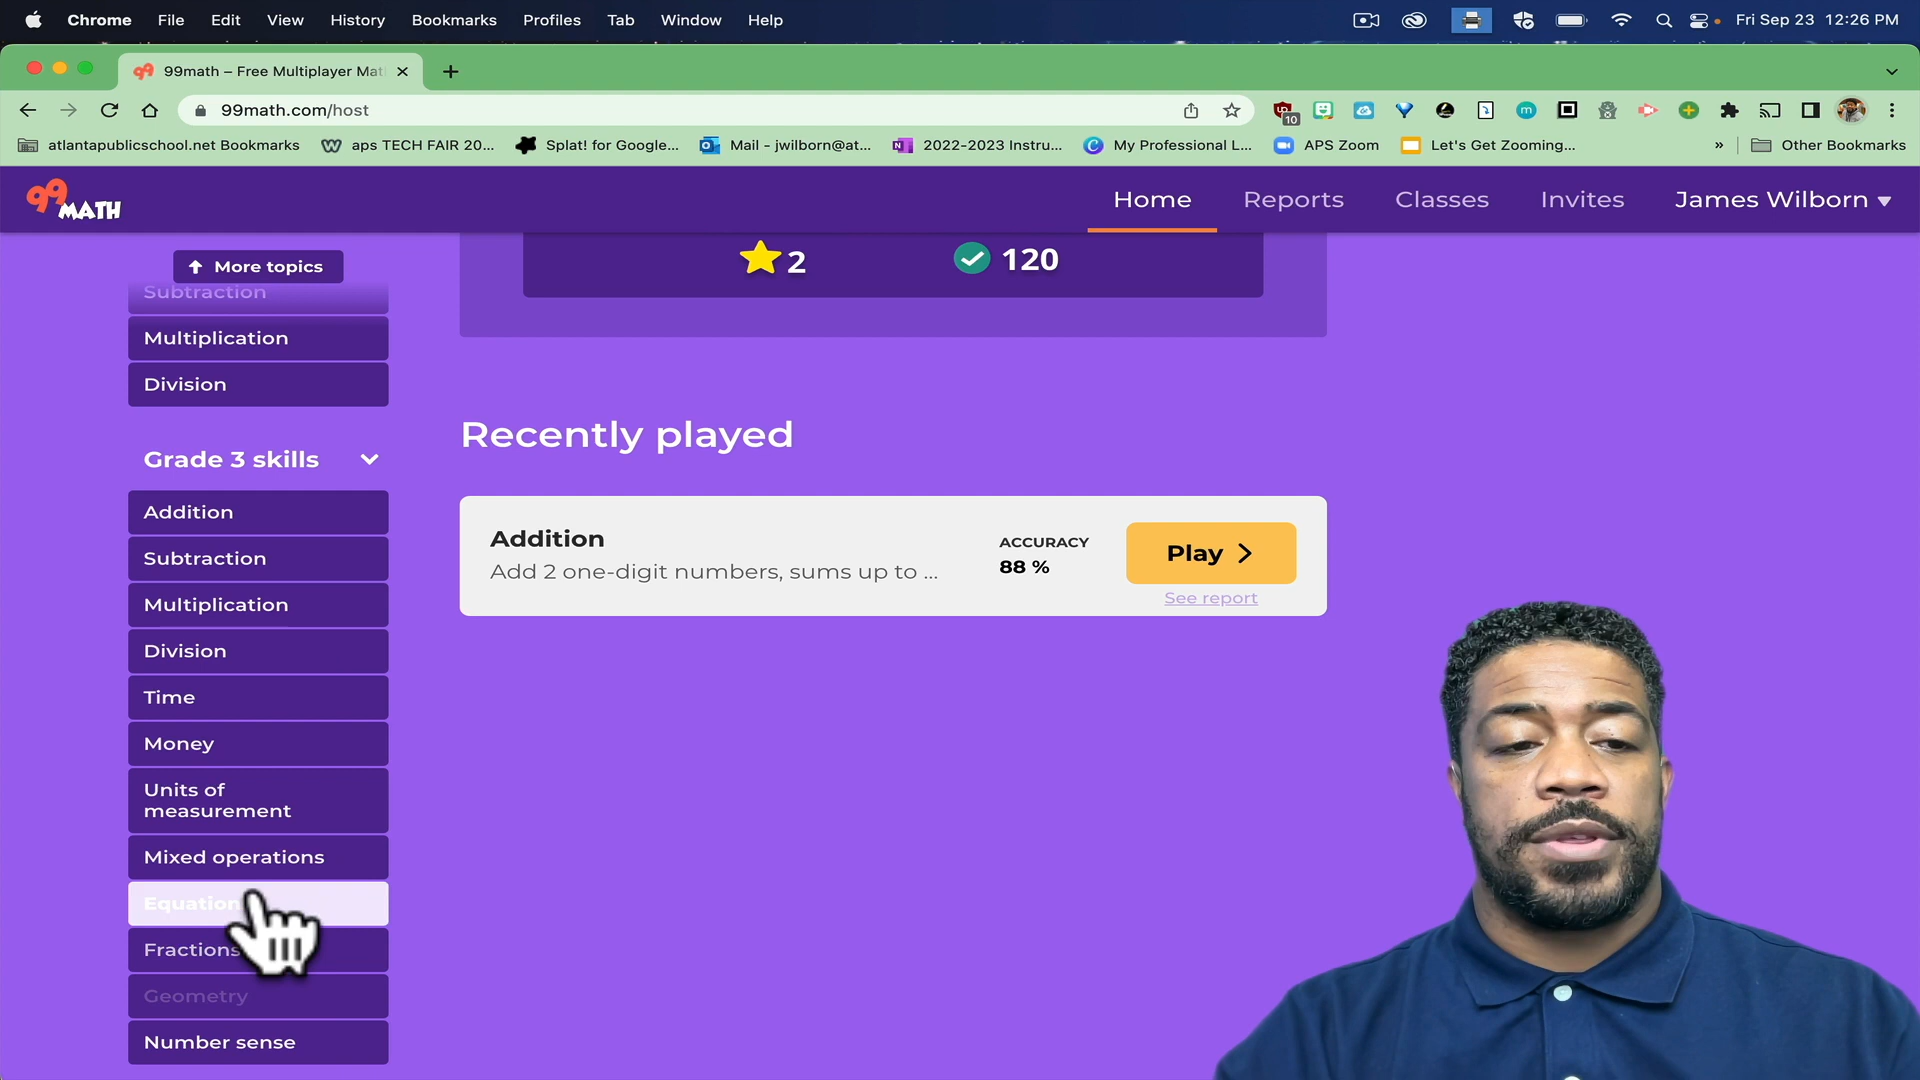 Chrome File Edit View History Bookmarks Profiles Tab Window Help Fri Sep 23 12:26 PM
99math – Free Multiplayer Mat
99math.com/host
10
atlantapublicschool.net Bookmarks aps TECH FAIR 20... Splat! for Google... Mail - jwilborn@at... 2022-2023 Instru... My Professional L... APS Zoom Let's Get Zooming... » Other Bookmarks
99 MATH Home Reports Classes Invites James Wilborn
More topics
2 120
Subtraction
Multiplication
Division
Recently played
Grade 3 skills
Addition
Subtraction
Multiplication
Division
Time
Money
Units of
measurement
Mixed operations
Equation
Fractions
Geometry
Number sense
Addition
Add 2 one-digit numbers, sums up to ...
ACCURACY
88 %
Play
See report